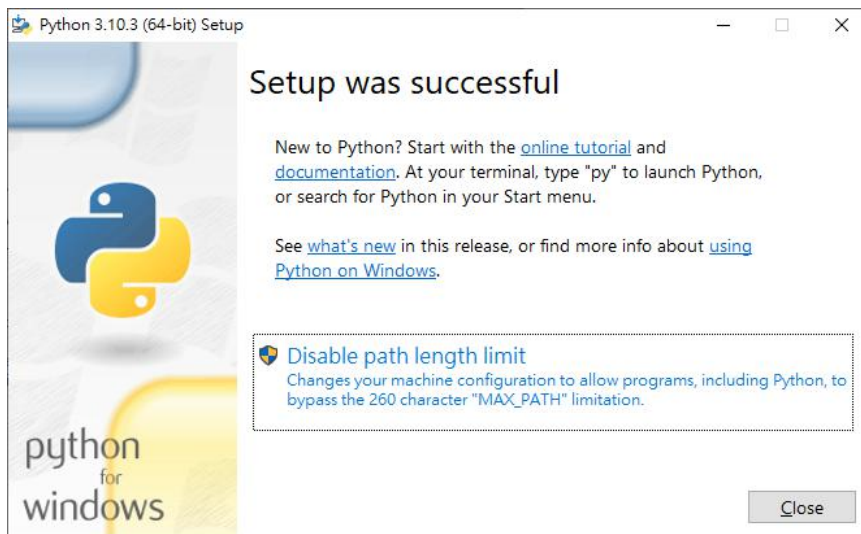 Python 3.10.3 (64-bit) Setup
Setup was successful
New to Python? Start with the online tutorial and
documentation. At your terminal, type "py" to launch Python,
or search for Python in your Start menu.
See what's new in this release, or find more info about using
Python on Windows.
Disable path length limit
Changes your machine configuration to allow programs, including Python, to
bypass the 260 character "MAX_PATH" limitation.
python
for
windows
Close